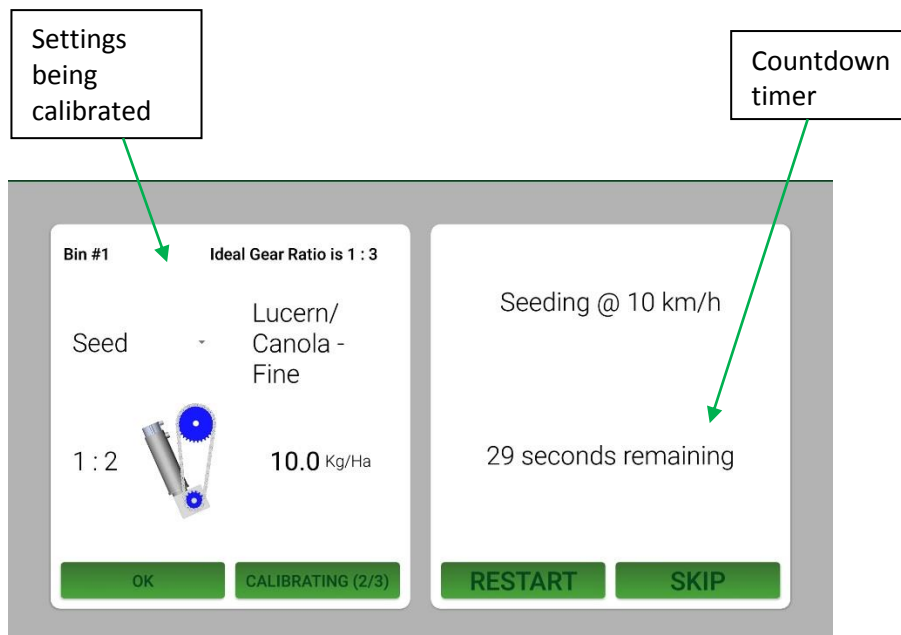 Settings
being
calibrated
Countdown
timer
Bin #1
Ideal Gear Ratio is 1 : 3
Seed
Lucern/
Canola -
Fine
1 : 2
10.0 Kg/Ha
OK
CALIBRATING (2/3)
Seeding @ 10 km/h
29 seconds remaining
RESTART
SKIP